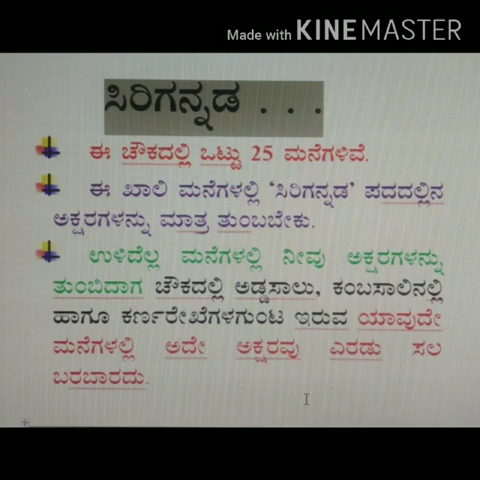 Made with KINEMASTER
ಸಿರಿಗನ್ನಡ . . .
ಈ ಚೌಕದಲ್ಲಿ ಒಟ್ಟು 25 ಮನೆಗಳಿವೆ.
ಈ ಖಾಲಿ ಮನೆಗಳಲ್ಲಿ ‘ಸಿರಿಗನ್ನಡ’ ಪದದಲ್ಲಿನ
ಅಕ್ಷರಗಳನ್ನು ಮಾತ್ರ ತುಂಬಬೇಕು.
ಉಳಿದೆಲ್ಲ ಮನೆಗಳಲ್ಲಿ ನೀವು ಅಕ್ಷರಗಳನ್ನು
ತುಂಬಿದಾಗ ಚೌಕದಲ್ಲಿ ಅಡ್ಡಸಾಲು, ಕಂಬಸಾಲಿನಲ್ಲಿ
ಹಾಗೂ ಕರ್ಣರೇಖೆಗಳಗುಂಟ ಇರುವ ಯಾವುದೇ
ಮನೆಗಳಲ್ಲಿ ಅದೇ ಅಕ್ಷರವು ಎರಡು ಸಲ
ಬರಬಾರದು.